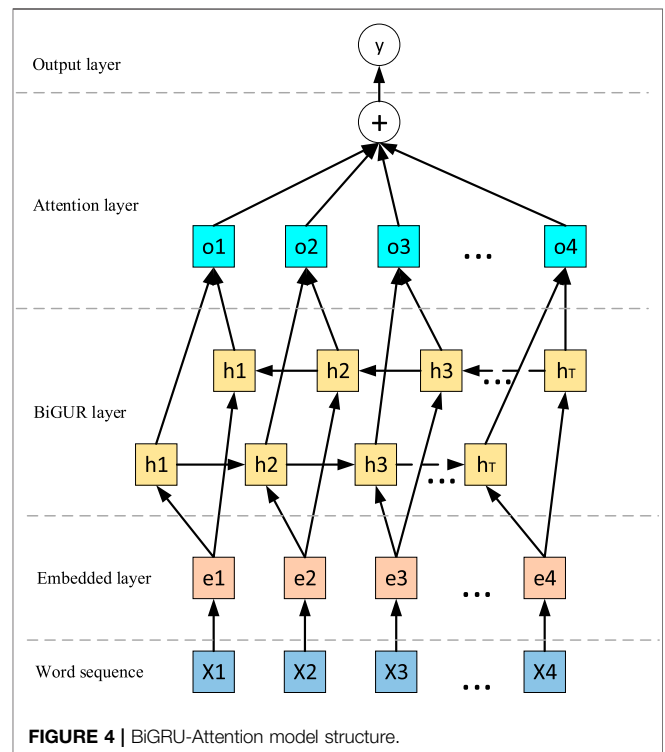 y
Output layer
+
Attention layer
o1 o2 o3 ... o4
h1 h2 h3 ... hT
BiGUR layer
h1 h2 h3 ... hT
Embedded layer
e1 e2 e3 ... e4
Word sequence
X1 X2 X3 ... X4
FIGURE 4 | BiGRU-Attention model structure.